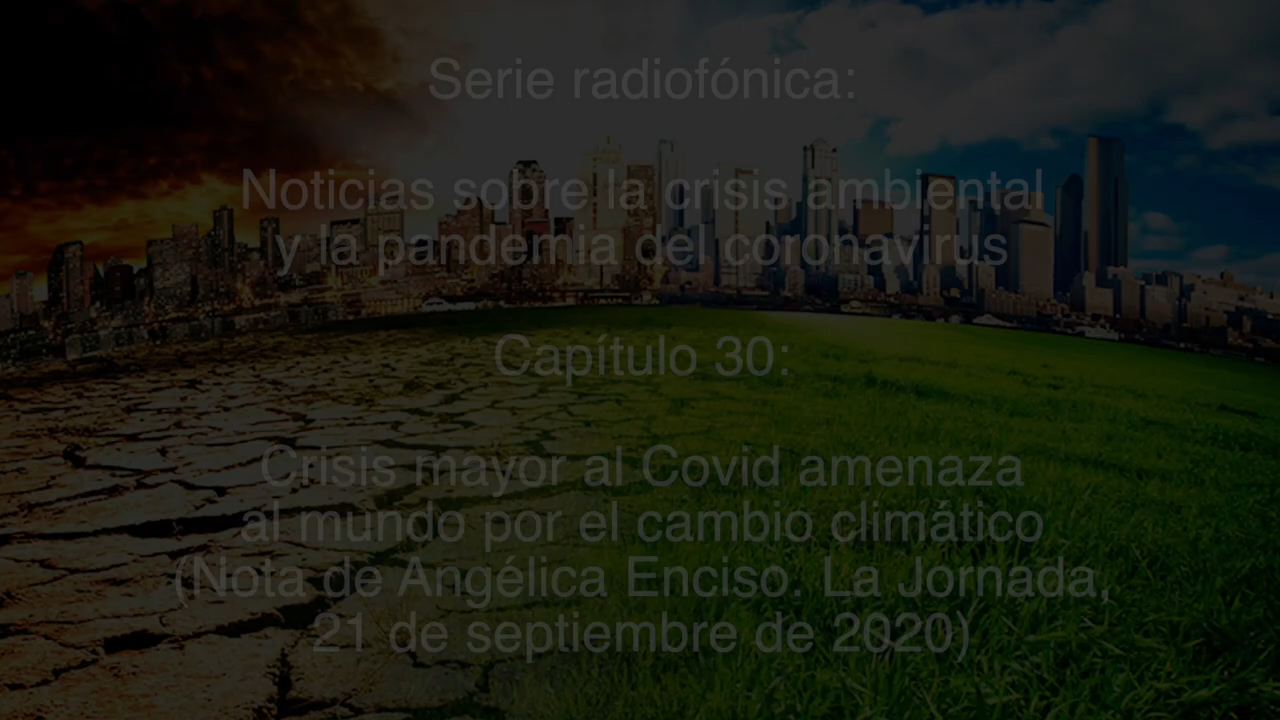 Serie radiofónica:
Noticias sobre la crisis ambiental
y la pandemia de coronavirus
Capítulo 30:
Crisis mayor al Covid amenaza
al mundo por el cambio climático
(Nota de Angélica Enciso. La Jornada,
21 de septiembre de 2020)